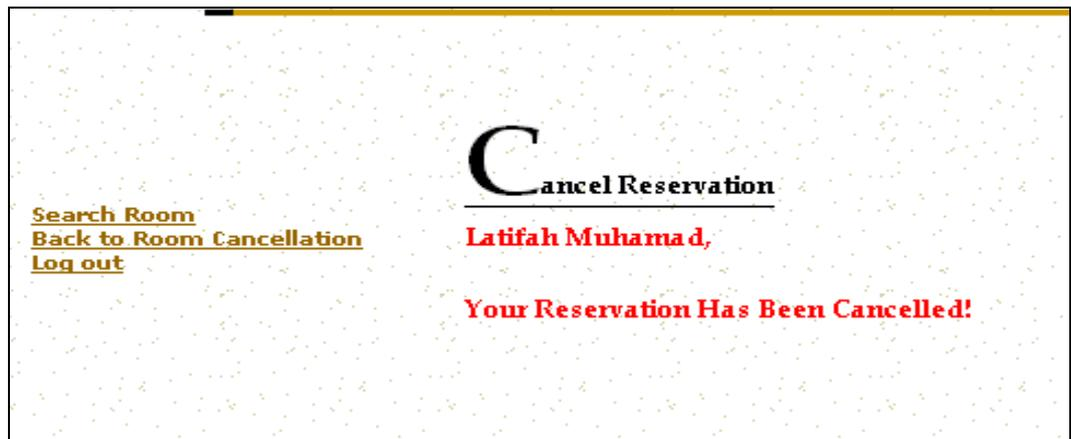 Cancel Reservation
Search Room
Back to Room Cancellation
Log out
Latifah Muhamad,
Your Reservation Has Been Cancelled!